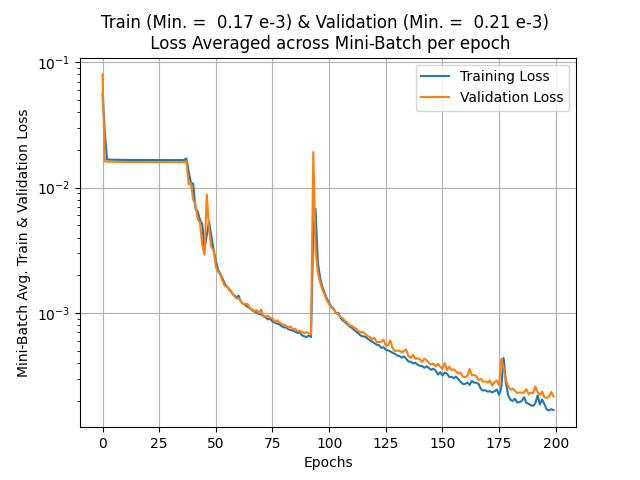 Train (Min. =  0.17 e-3) & Validation (Min. =  0.21 e-3)
Loss Averaged across Mini-Batch per epoch
Training Loss
Validation Loss
Mini-Batch Avg. Train & Validation Loss
10⁻¹
10⁻²
10⁻³
0 25 50 75 100 125 150 175 200
Epochs